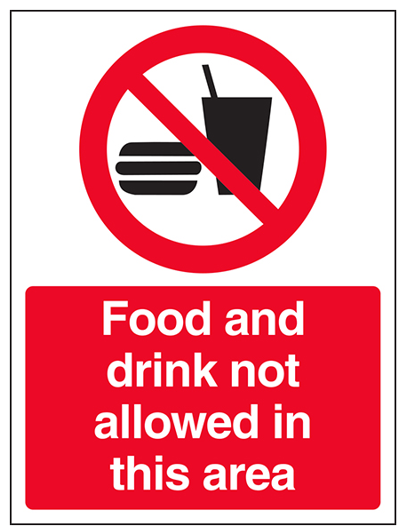 Food and
drink not
allowed in
this area